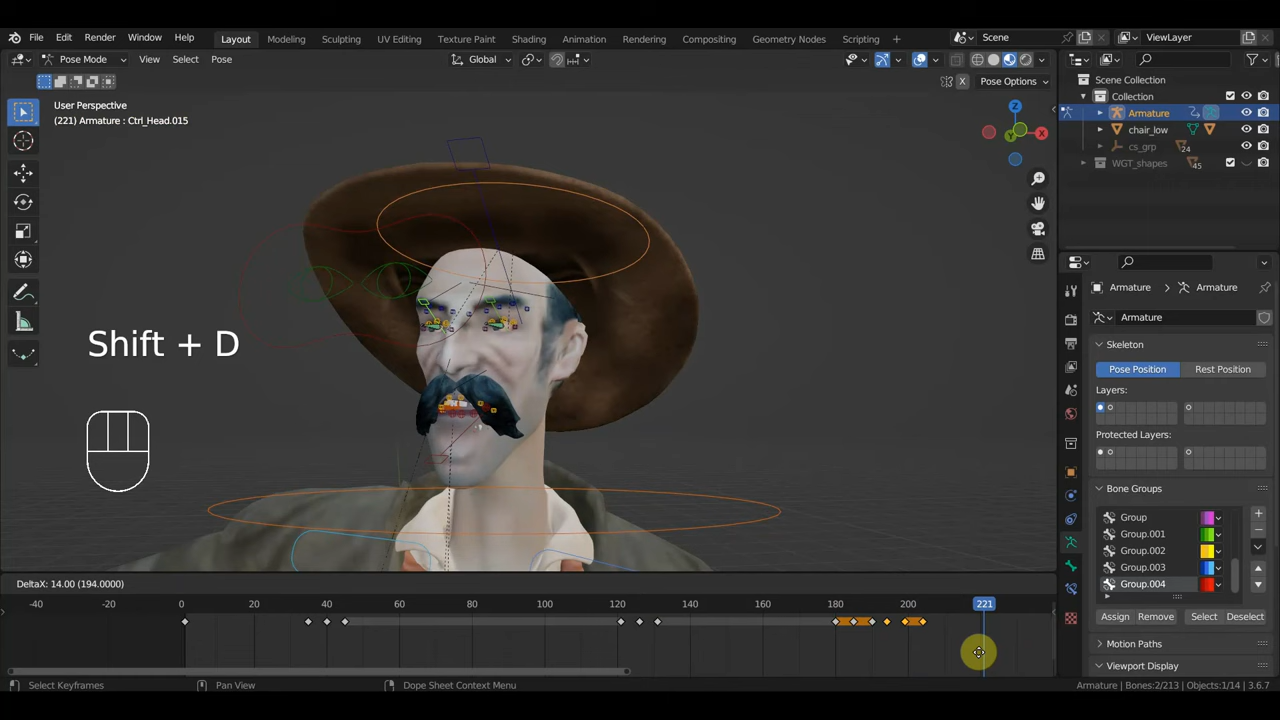 File Edit Render Window Help Layout Modeling Sculpting UV Editing Texture Paint Shading Animation Rendering Compositing Geometry Nodes Scripting + Scene ViewLayer
Pose Mode View Select Pose Global
X Pose Options
User Perspective
(221) Armature : Ctrl_Head.015
Z
Y
X
Shift + D
Scene Collection
Collection
Armature
chair_low
cs_grp 24
WGT_shapes 45
Armature > Armature
Armature
Skeleton
Pose Position Rest Position
Layers:
Protected Layers:
Bone Groups
Group
Group.001
Group.002
Group.003
Group.004
Assign Remove Select Deselect
Motion Paths
Viewport Display
DeltaX: 14.00 (194.0000)
-40 -20 0 20 40 60 80 100 120 140 160 180 200 221
Select Keyframes Pan View Dope Sheet Context Menu Armature | Bones:2/213 | Objects:1/14 | 3.6.7